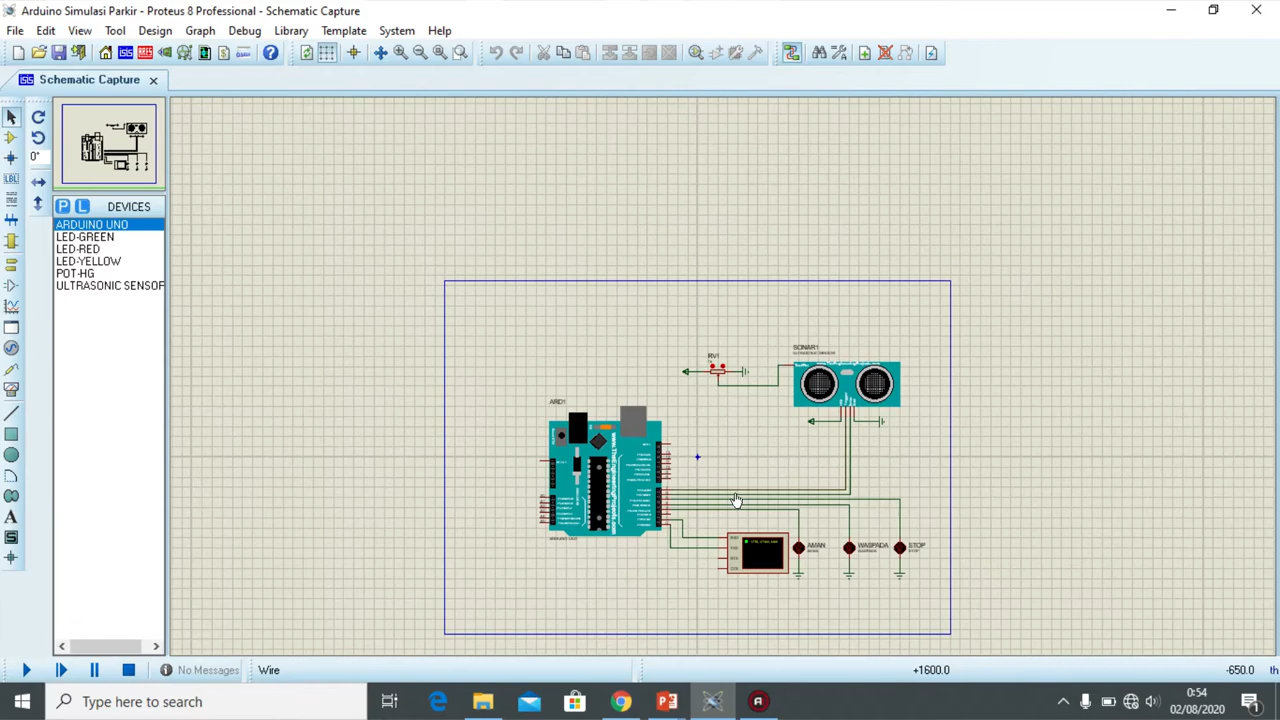 Arduino Simulasi Parkir - Proteus 8 Professional - Schematic Capture
File Edit View Tool Design Graph Debug Library Template System Help
Schematic Capture
0°
LBL
P L DEVICES
ARDUINO UNO
LED-GREEN
LED-RED
LED-YELLOW
POT-HG
ULTRASONIC SENSOR
RV1
SONAR1
ARD1
AMAN
WASPADA
STOP
No Messages
Wire
+1600.0
-650.0
th
Type here to search
0:54
02/08/2020